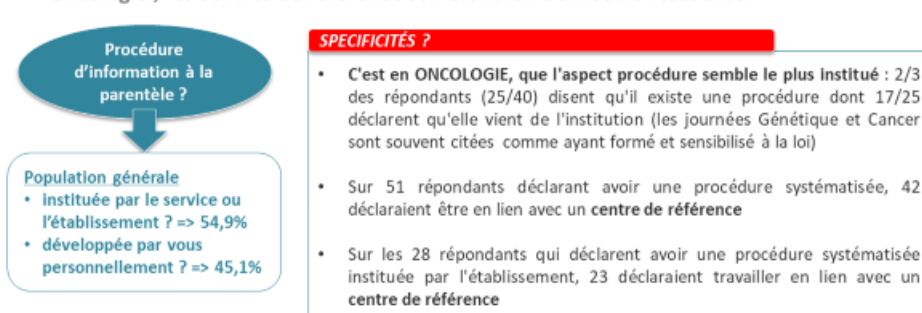 Procédure
d'information à la
parentèle ?
Population générale
• instituée par le service ou
l'établissement ? => 54,9%
• développée par vous
personnellement ? => 45,1%
SPECIFICITÉS ?
• C'est en ONCOLOGIE, que l'aspect procédure semble le plus institué : 2/3
des répondants (25/40) disent qu'il existe une procédure dont 17/25
déclarent qu'elle vient de l'institution (les journées Génétique et Cancer
sont souvent citées comme ayant formé et sensibilisé à la loi)
• Sur 51 répondants déclarant avoir une procédure systématisée, 42
déclaraient être en lien avec un centre de référence
• Sur les 28 répondants qui déclarent avoir une procédure systématisée
instituée par l'établissement, 23 déclaraient travailler en lien avec un
centre de référence